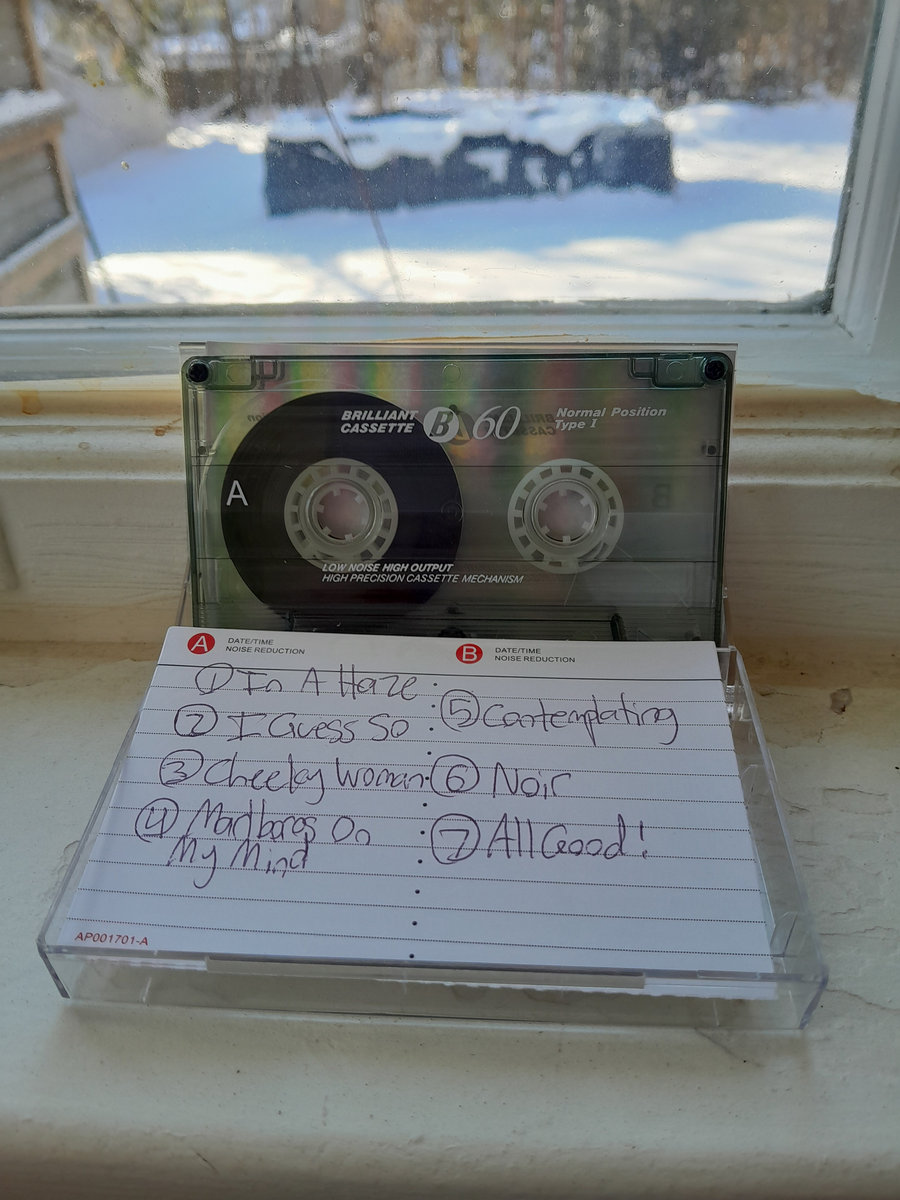 BRILLIANT
CASSETTE
B 60
Normal Position
Type I
A
LOW NOISE HIGH OUTPUT
HIGH PRECISION CASSETTE MECHANISM
A DATE/TIME
NOISE REDUCTION
B DATE/TIME
NOISE REDUCTION
① In A Haze
② I Guess So
③ Cheeky Woman
④ Marlboros On
My Mind
⑤ Contemplating
⑥ Noir
⑦ All Good!
AP001701-A